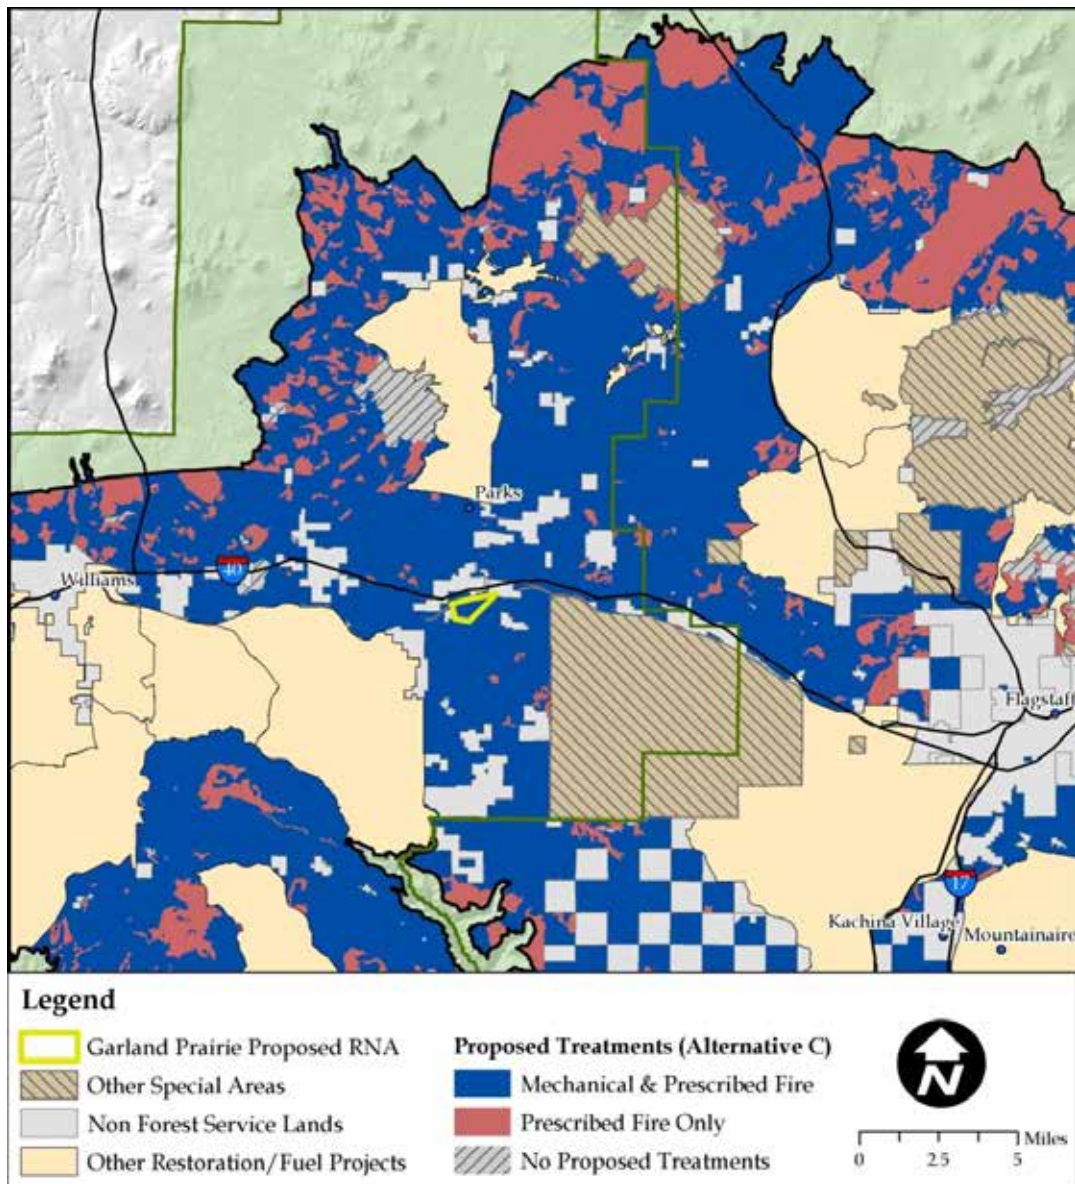 Parks
40
Williams
Flagstaff
17
Kachina Village
Mountainaire
Legend
Garland Prairie Proposed RNA
Other Special Areas
Non Forest Service Lands
Other Restoration/Fuel Projects
Proposed Treatments (Alternative C)
Mechanical & Prescribed Fire
Prescribed Fire Only
No Proposed Treatments
N
Miles
0 2.5 5